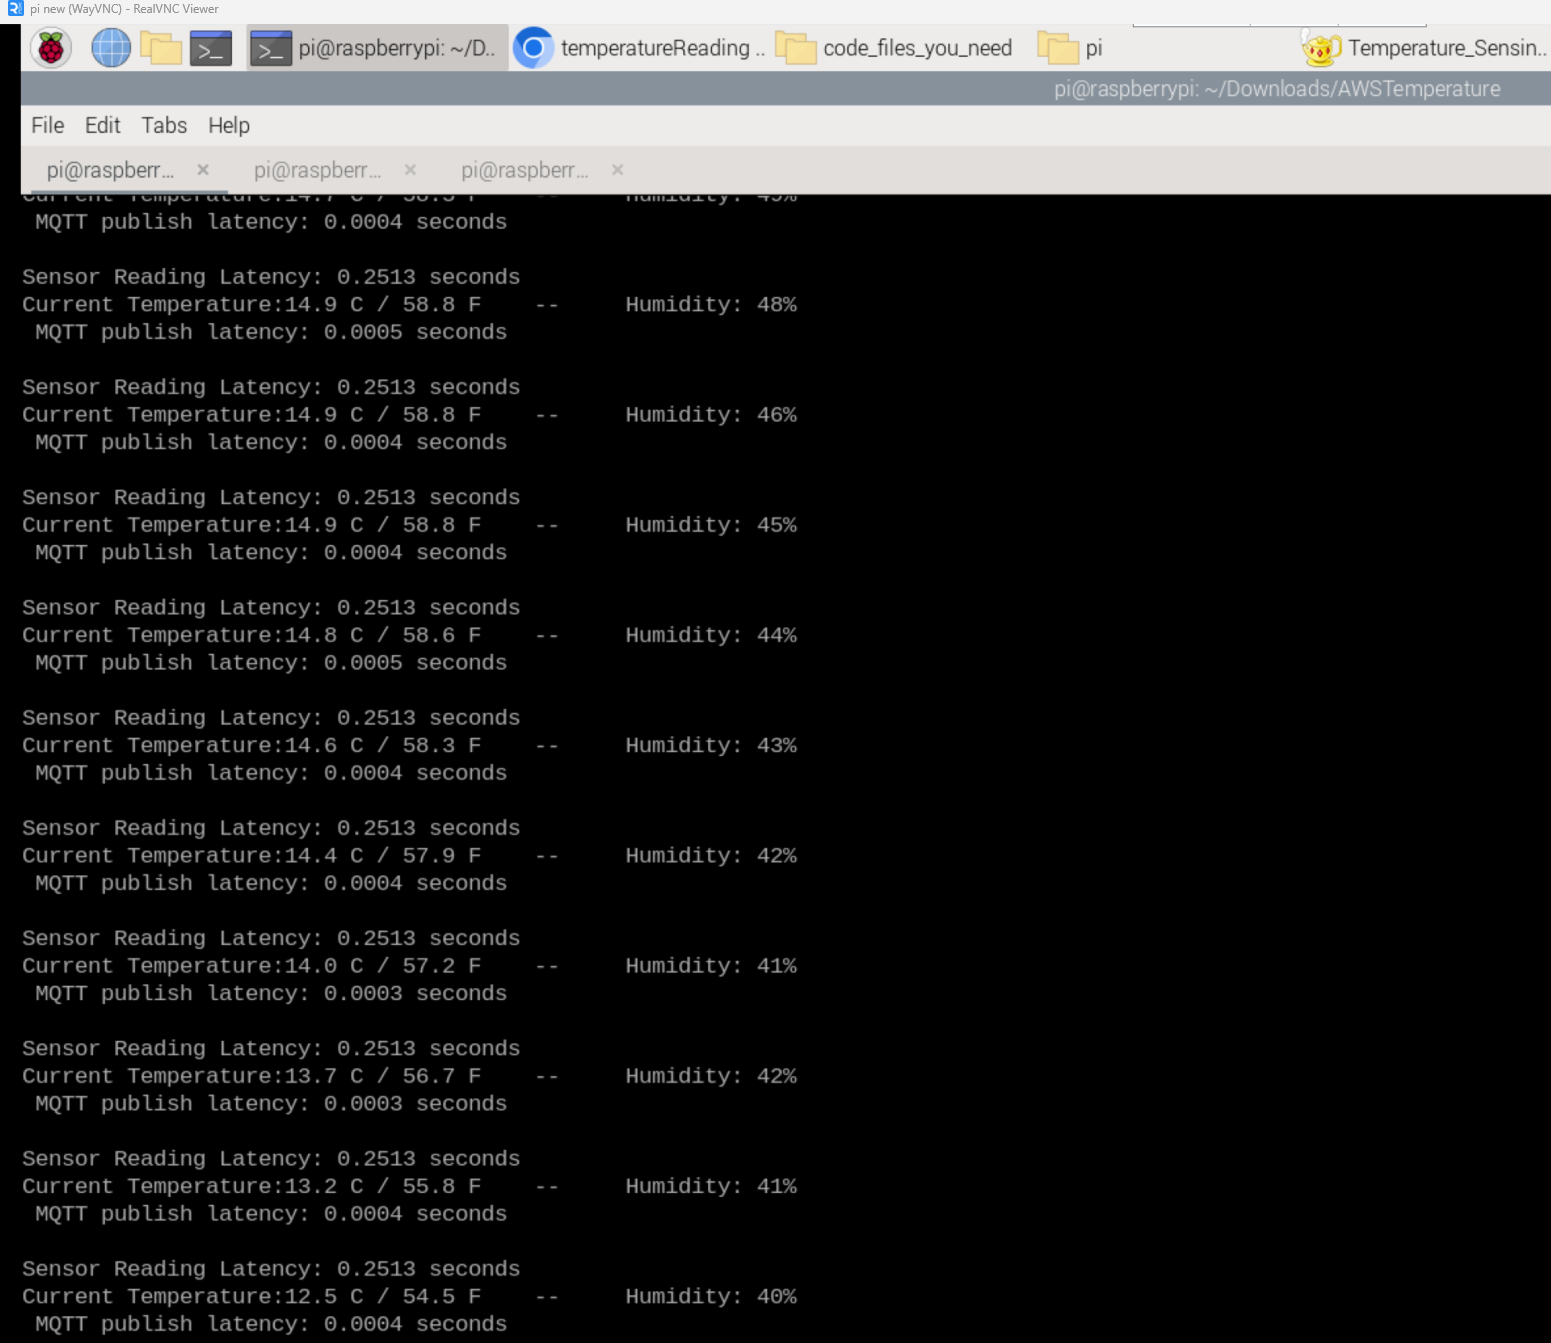 pi new (WayVNC) - RealVNC Viewer
pi@raspberrypi: ~/D..
temperatureReading ..
code_files_you_need
pi
Temperature_Sensin..
pi@raspberrypi: ~/Downloads/AWSTemperature
File Edit Tabs Help
pi@raspberr... × pi@raspberr... × pi@raspberr... ×
Current Temperature:14.7 C / 58.5 F -- Humidity: 49%
MQTT publish latency: 0.0004 seconds
Sensor Reading Latency: 0.2513 seconds
Current Temperature:14.9 C / 58.8 F -- Humidity: 48%
MQTT publish latency: 0.0005 seconds
Sensor Reading Latency: 0.2513 seconds
Current Temperature:14.9 C / 58.8 F -- Humidity: 46%
MQTT publish latency: 0.0004 seconds
Sensor Reading Latency: 0.2513 seconds
Current Temperature:14.9 C / 58.8 F -- Humidity: 45%
MQTT publish latency: 0.0004 seconds
Sensor Reading Latency: 0.2513 seconds
Current Temperature:14.8 C / 58.6 F -- Humidity: 44%
MQTT publish latency: 0.0005 seconds
Sensor Reading Latency: 0.2513 seconds
Current Temperature:14.6 C / 58.3 F -- Humidity: 43%
MQTT publish latency: 0.0004 seconds
Sensor Reading Latency: 0.2513 seconds
Current Temperature:14.4 C / 57.9 F -- Humidity: 42%
MQTT publish latency: 0.0004 seconds
Sensor Reading Latency: 0.2513 seconds
Current Temperature:14.0 C / 57.2 F -- Humidity: 41%
MQTT publish latency: 0.0003 seconds
Sensor Reading Latency: 0.2513 seconds
Current Temperature:13.7 C / 56.7 F -- Humidity: 42%
MQTT publish latency: 0.0003 seconds
Sensor Reading Latency: 0.2513 seconds
Current Temperature:13.2 C / 55.8 F -- Humidity: 41%
MQTT publish latency: 0.0004 seconds
Sensor Reading Latency: 0.2513 seconds
Current Temperature:12.5 C / 54.5 F -- Humidity: 40%
MQTT publish latency: 0.0004 seconds